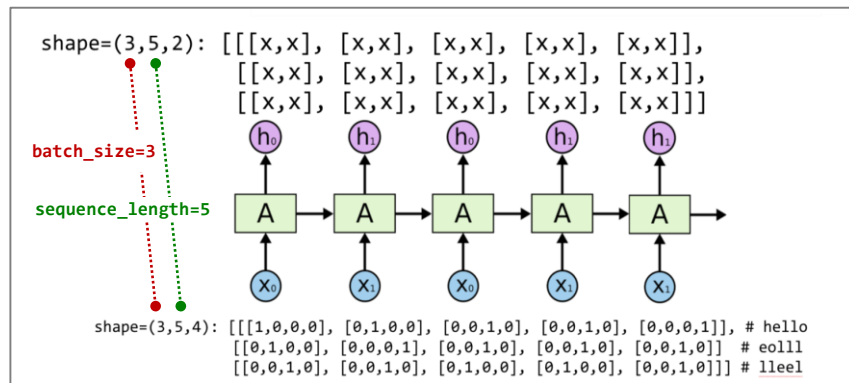 shape=(3,5,2): [[[x,x], [x,x], [x,x], [x,x], [x,x]],
[[x,x], [x,x], [x,x], [x,x], [x,x]],
[[x,x], [x,x], [x,x], [x,x], [x,x]]]
h₀ h₁ h₀ h₁ h₁
batch_size=3
sequence_length=5
A A A A A
x₀ x₁ x₀ x₁ x₁
shape=(3,5,4): [[[1,0,0,0], [0,1,0,0], [0,0,1,0], [0,0,1,0], [0,0,0,1]], # hello
[[0,1,0,0], [0,0,0,1], [0,0,1,0], [0,0,1,0], [0,0,1,0]] # eolll
[[0,0,1,0], [0,0,1,0], [0,1,0,0], [0,1,0,0], [0,0,1,0]]] # lleel